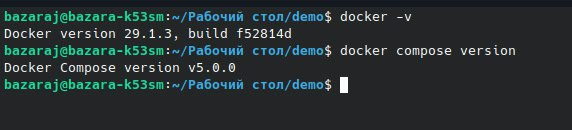 bazaraj@bazara-k53sm:~/Рабочий стол/demo$ docker -v
Docker version 29.1.3, build f52814d
bazaraj@bazara-k53sm:~/Рабочий стол/demo$ docker compose version
Docker Compose version v5.0.0
bazaraj@bazara-k53sm:~/Рабочий стол/demo$